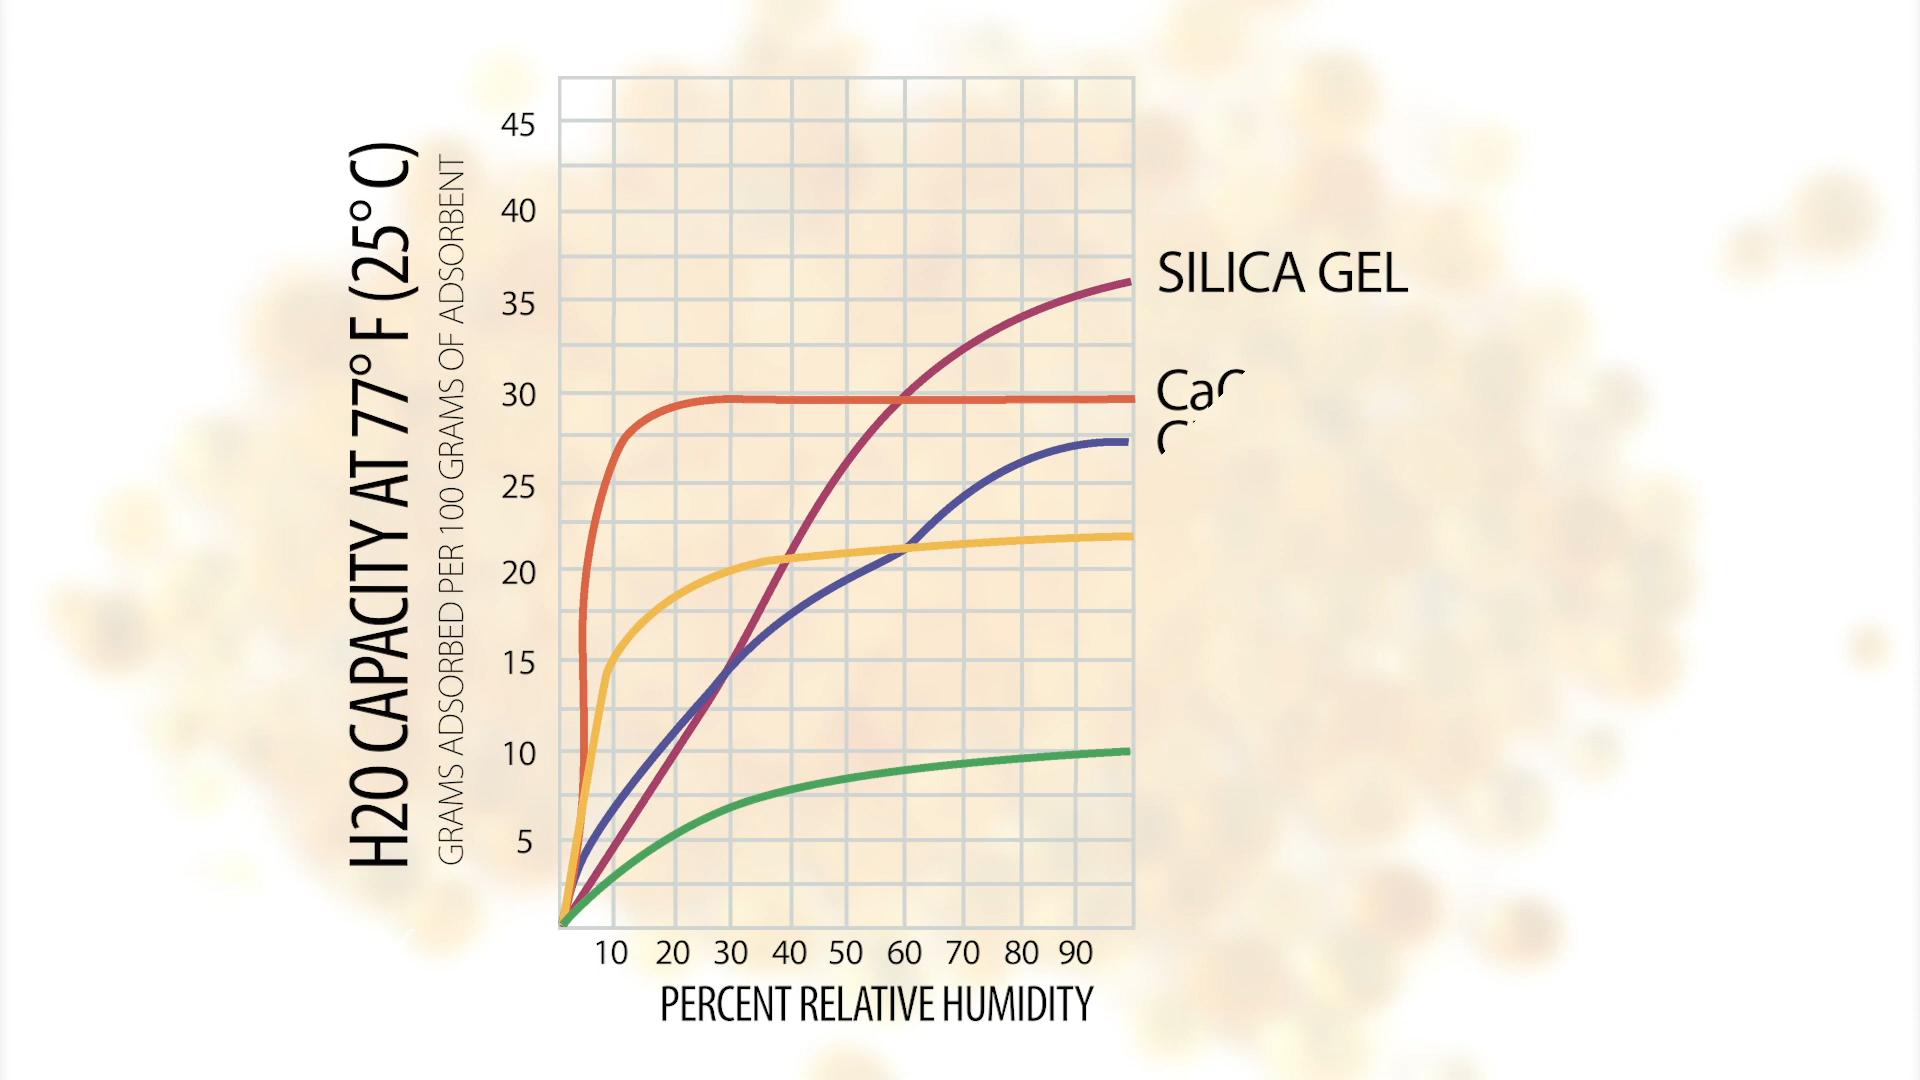 H20 CAPACITY AT 77° F (25° C)
GRAMS ADSORBED PER 100 GRAMS OF ADSORBENT
45
40
35
30
25
20
15
10
5
10 20 30 40 50 60 70 80 90
PERCENT RELATIVE HUMIDITY
SILICA GEL